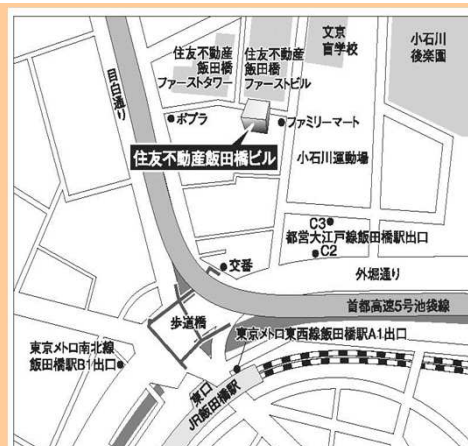 住友不動産
飯田橋
ファーストタワー
住友不動産
飯田橋
ファーストビル
文京
盲学校
小石川
後楽園
目白通り
ポプラ
ファミリーマート
住友不動産飯田橋ビル
小石川運動場
C3
都営大江戸線飯田橋駅出口
C2
交番
外堀通り
首都高速5号池袋線
歩道橋
東京メトロ東西線飯田橋駅A1出口
東京メトロ南北線
飯田橋駅B1出口
東口
JR飯田橋駅